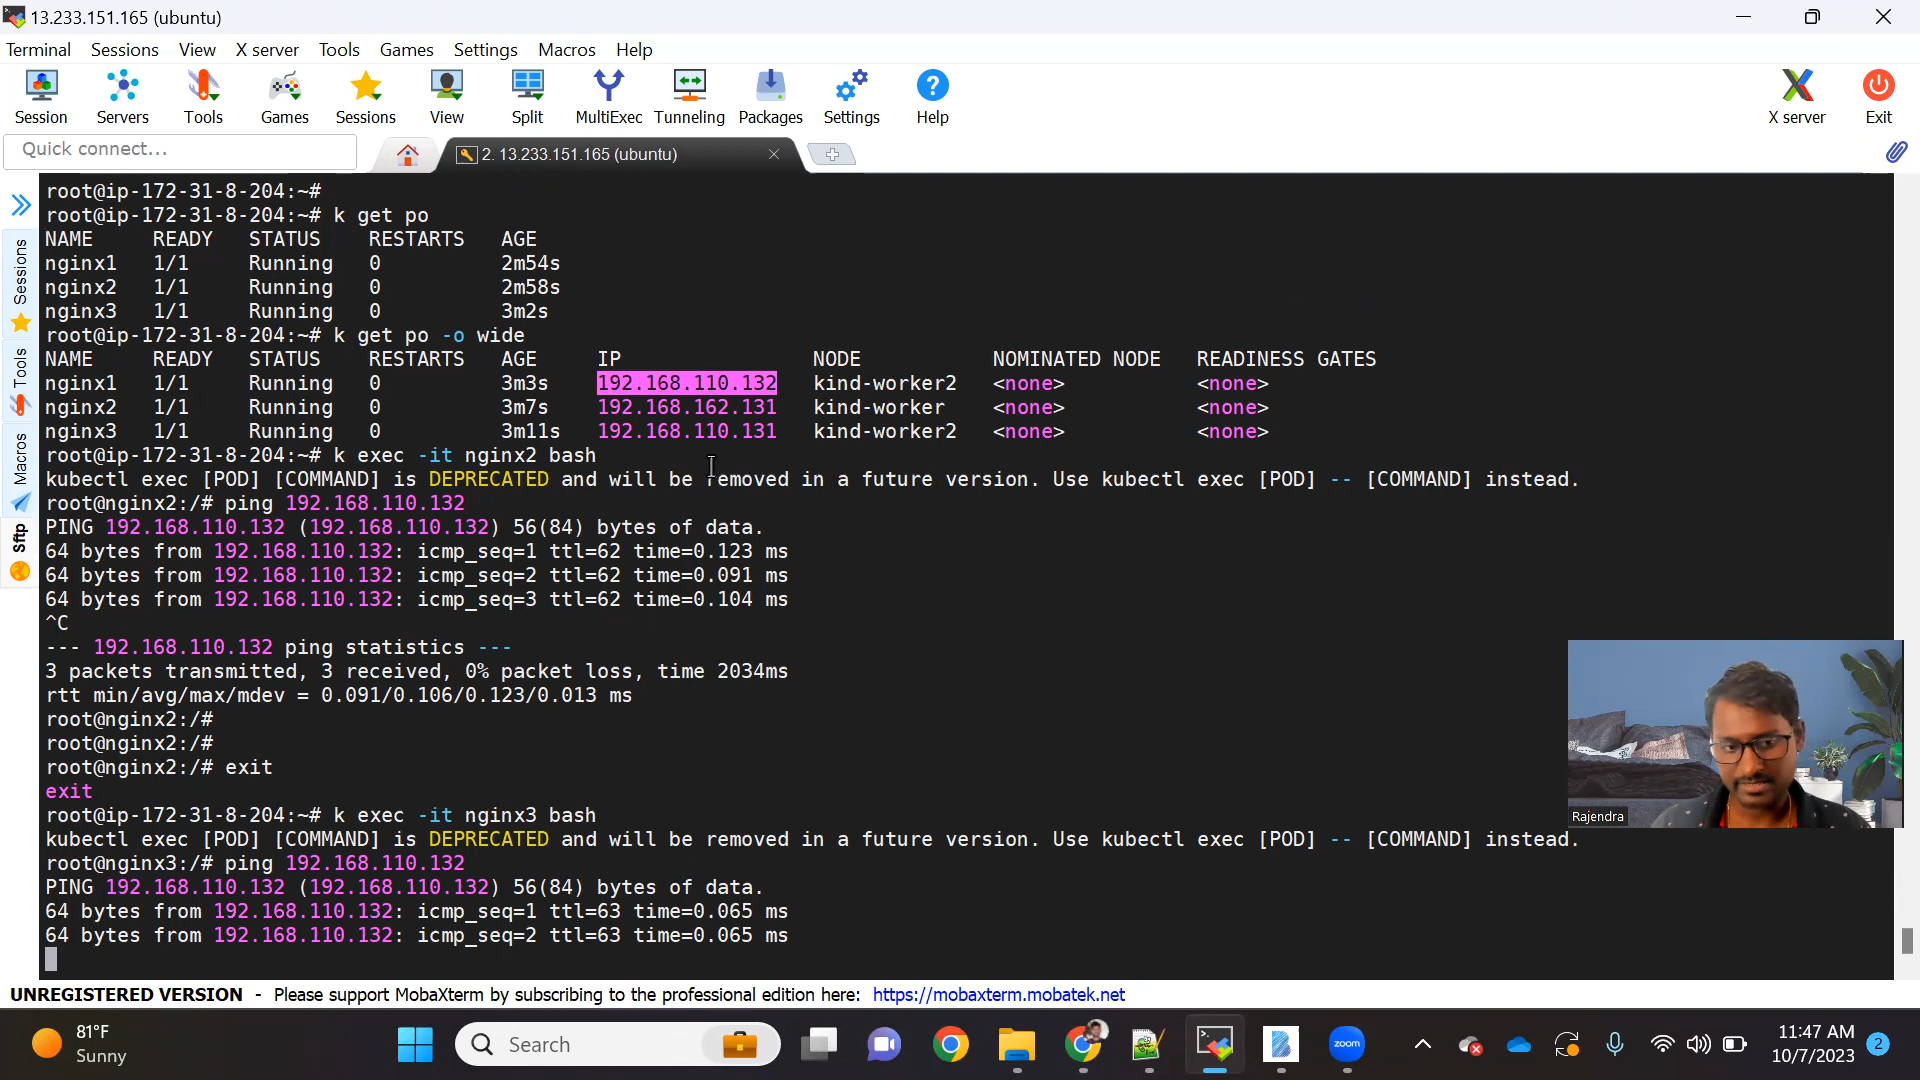 13.233.151.165 (ubuntu)
Terminal Sessions View X server Tools Games Settings Macros Help
Session Servers Tools Games Sessions View Split MultiExec Tunneling Packages Settings Help X server Exit
Quick connect...
2. 13.233.151.165 (ubuntu)
Sessions
Tools
Macros
Sftp
root@ip-172-31-8-204:~#
root@ip-172-31-8-204:~# k get po
NAME READY STATUS RESTARTS AGE
nginx1 1/1 Running 0 2m54s
nginx2 1/1 Running 0 2m58s
nginx3 1/1 Running 0 3m2s
root@ip-172-31-8-204:~# k get po -o wide
NAME READY STATUS RESTARTS AGE IP NODE NOMINATED NODE READINESS GATES
nginx1 1/1 Running 0 3m3s 192.168.110.132 kind-worker2 <none> <none>
nginx2 1/1 Running 0 3m7s 192.168.162.131 kind-worker <none> <none>
nginx3 1/1 Running 0 3m11s 192.168.110.131 kind-worker2 <none> <none>
root@ip-172-31-8-204:~# k exec -it nginx2 bash
kubectl exec [POD] [COMMAND] is DEPRECATED and will be removed in a future version. Use kubectl exec [POD] -- [COMMAND] instead.
root@nginx2:/# ping 192.168.110.132
PING 192.168.110.132 (192.168.110.132) 56(84) bytes of data.
64 bytes from 192.168.110.132: icmp_seq=1 ttl=62 time=0.123 ms
64 bytes from 192.168.110.132: icmp_seq=2 ttl=62 time=0.091 ms
64 bytes from 192.168.110.132: icmp_seq=3 ttl=62 time=0.104 ms
^C
--- 192.168.110.132 ping statistics ---
3 packets transmitted, 3 received, 0% packet loss, time 2034ms
rtt min/avg/max/mdev = 0.091/0.106/0.123/0.013 ms
root@nginx2:/#
root@nginx2:/#
root@nginx2:/# exit
exit
root@ip-172-31-8-204:~# k exec -it nginx3 bash
kubectl exec [POD] [COMMAND] is DEPRECATED and will be removed in a future version. Use kubectl exec [POD] -- [COMMAND] instead.
root@nginx3:/# ping 192.168.110.132
PING 192.168.110.132 (192.168.110.132) 56(84) bytes of data.
64 bytes from 192.168.110.132: icmp_seq=1 ttl=63 time=0.065 ms
64 bytes from 192.168.110.132: icmp_seq=2 ttl=63 time=0.065 ms
Rajendra
UNREGISTERED VERSION - Please support MobaXterm by subscribing to the professional edition here: https://mobaxterm.mobatek.net
81°F
Sunny
Search
zoom
11:47 AM
10/7/2023
2